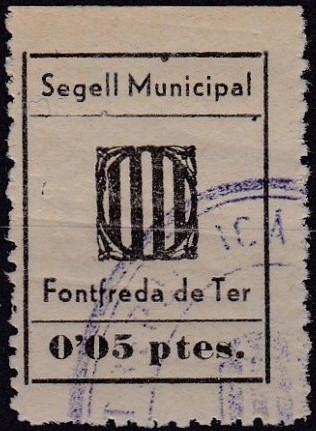 Segell Municipal
Fontfreda de Ter
0'05 ptes.